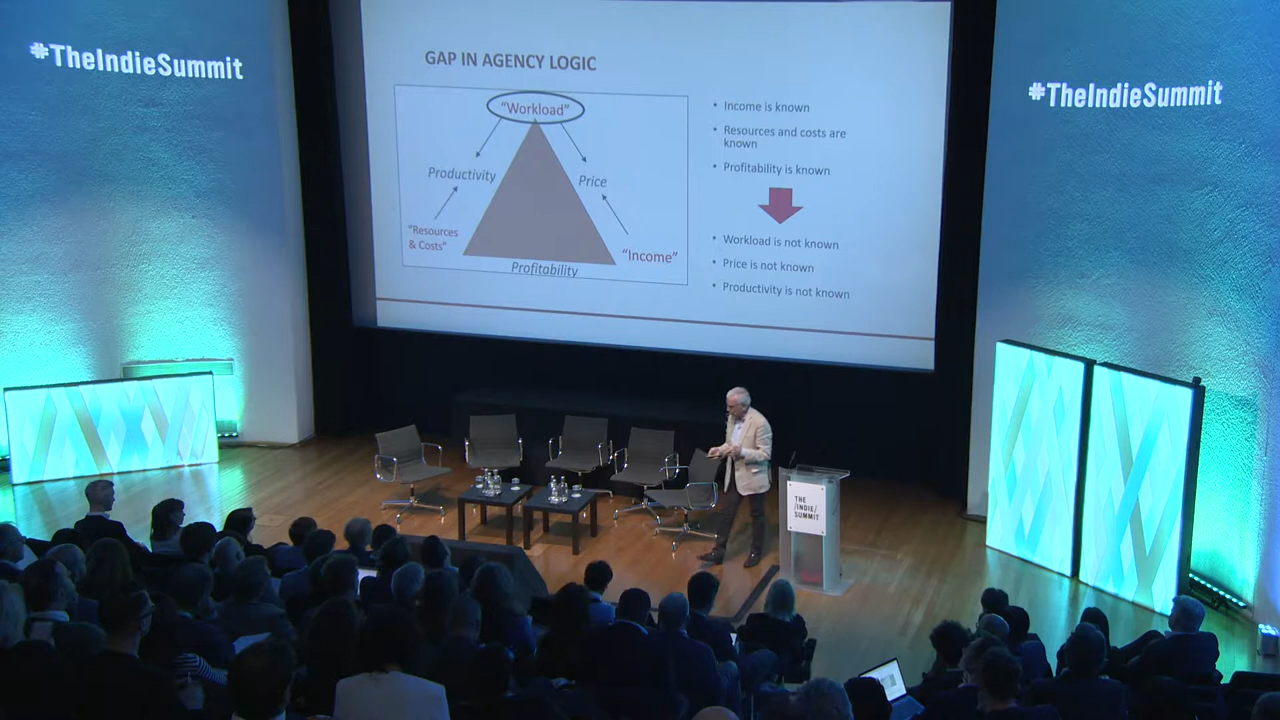 #TheIndieSummit
GAP IN AGENCY LOGIC
"Workload"
Productivity
Price
"Resources
& Costs"
"Income"
Profitability
• Income is known
• Resources and costs are
known
• Profitability is known
• Workload is not known
• Price is not known
• Productivity is not known
#TheIndieSummit
THE
/INDIE/
SUMMIT